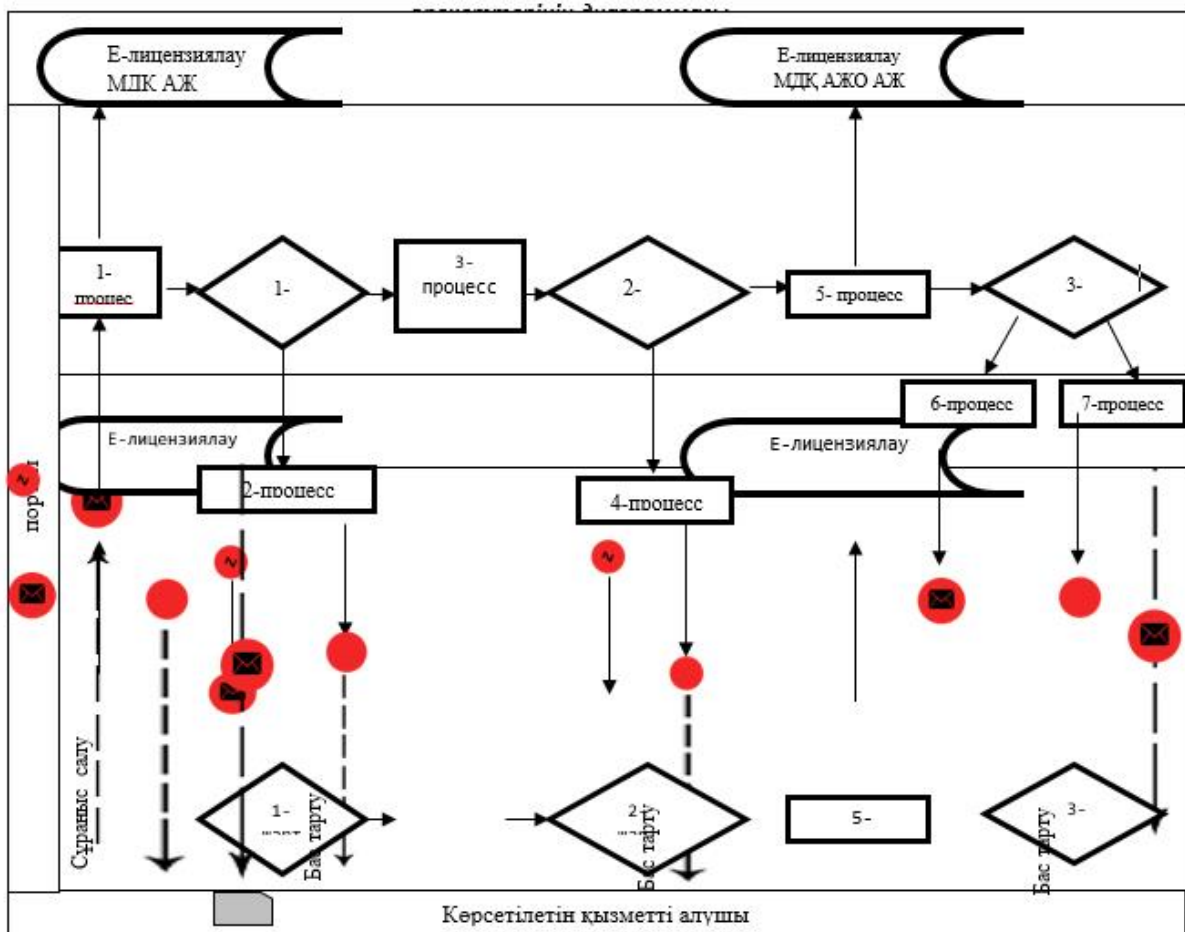 Е-лицензиялау
МДК АЖ
Е-лицензиялау
МДҚ АЖО АЖ
1-
процес
1-
3-
процесс
2-
5- процесс
3-
6-процесс
7-процесс
Е-лицензиялау
Е-лицензиялау
2-процесс
4-процесс
портал
Сұраныс салу
1-
Бас тарту
2-
Бас тарту
5-
3-
Бас тарту
Көрсетілетін қызметті алушы